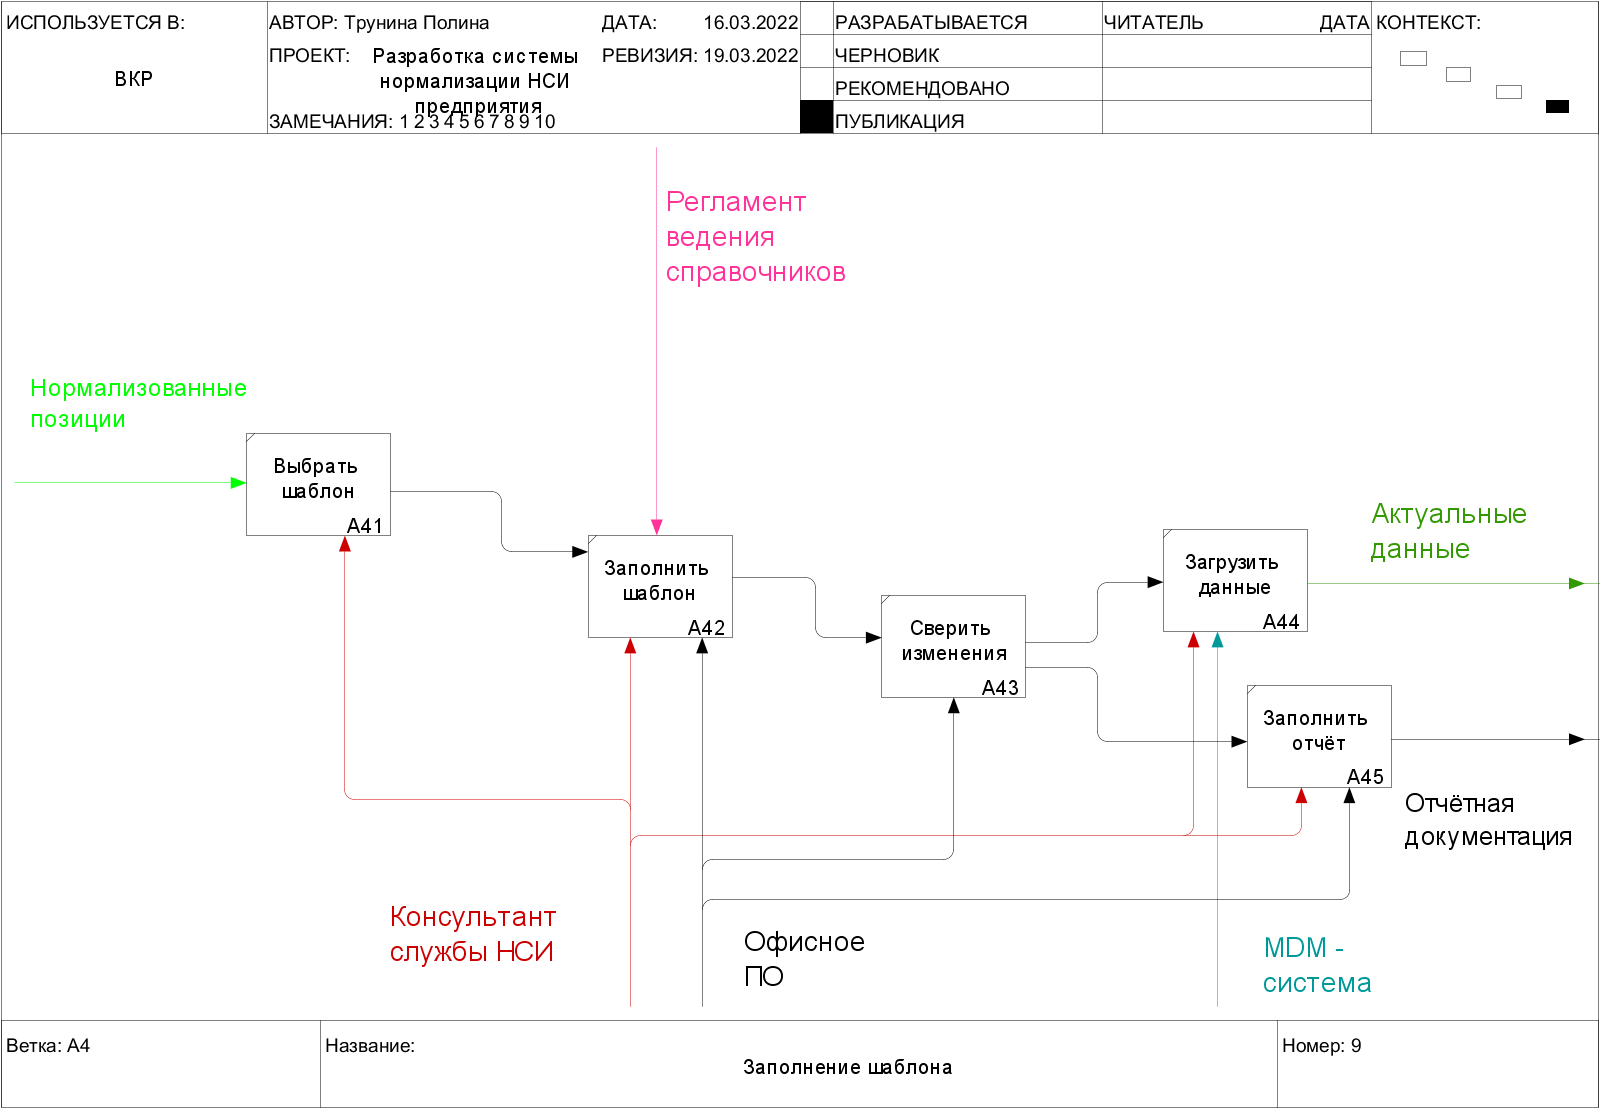 ИСПОЛЬЗУЕТСЯ В:
ВКР
АВТОР: Трунина Полина
ДАТА: 16.03.2022
ПРОЕКТ: Разработка системы
нормализации НСИ
предприятия
РЕВИЗИЯ: 19.03.2022
ЗАМЕЧАНИЯ: 1 2 3 4 5 6 7 8 9 10
РАЗРАБАТЫВАЕТСЯ
ЧЕРНОВИК
РЕКОМЕНДОВАНО
ПУБЛИКАЦИЯ
ЧИТАТЕЛЬ ДАТА
КОНТЕКСТ:
Регламент
ведения
справочников
Нормализованные
позиции
Выбрать
шаблон
A41
Заполнить
шаблон
A42
Сверить
изменения
A43
Загрузить
данные
A44
Актуальные
данные
Заполнить
отчёт
A45
Отчётная
документация
Консультант
службы НСИ
Офисное
ПО
MDM -
система
Ветка: A4
Название:
Заполнение шаблона
Номер: 9